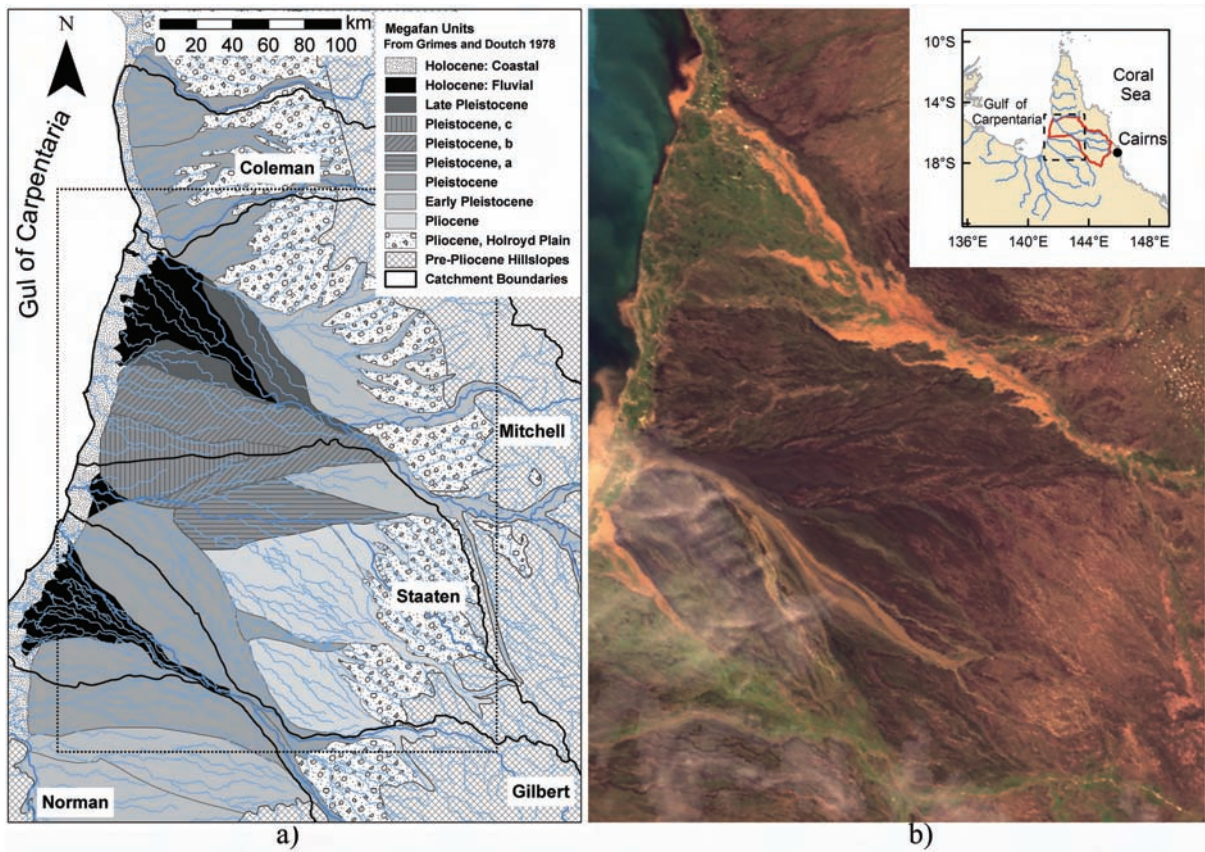 N
0 20 40 60 80 100
km
Gul of Carpentaria
Megafan Units
From Grimes and Doutch 1978
Holocene: Coastal
Holocene: Fluvial
Late Pleistocene
Pleistocene, c
Pleistocene, b
Pleistocene, a
Pleistocene
Early Pleistocene
Pliocene
Pliocene, Holroyd Plain
Pre-Pliocene Hillslopes
Catchment Boundaries
Coleman
Mitchell
Staaten
Norman
Gilbert
a)
10°S
14°S
18°S
Gulf of
Carpentaria
Coral
Sea
Cairns
136°E 140°E 144°E 148°E
b)